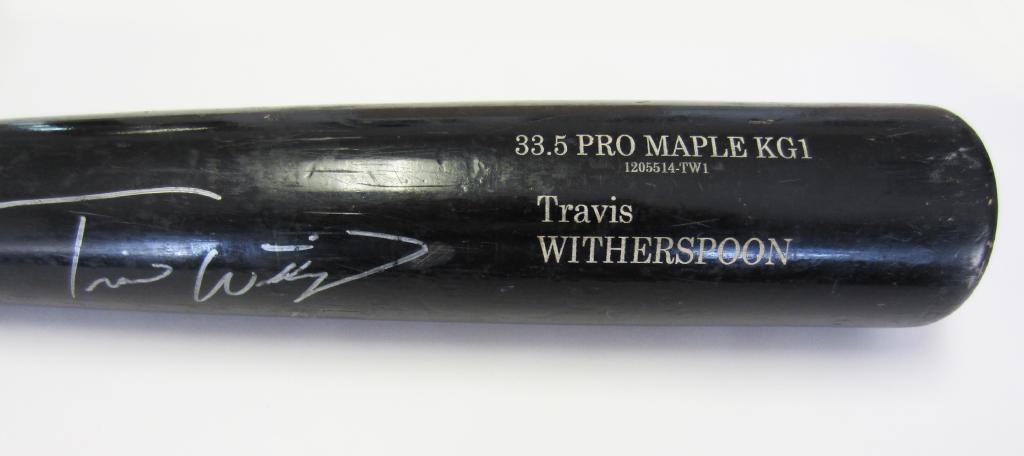 33.5 PRO MAPLE KG1
1205514-TW1
Travis
WITHERSPOON